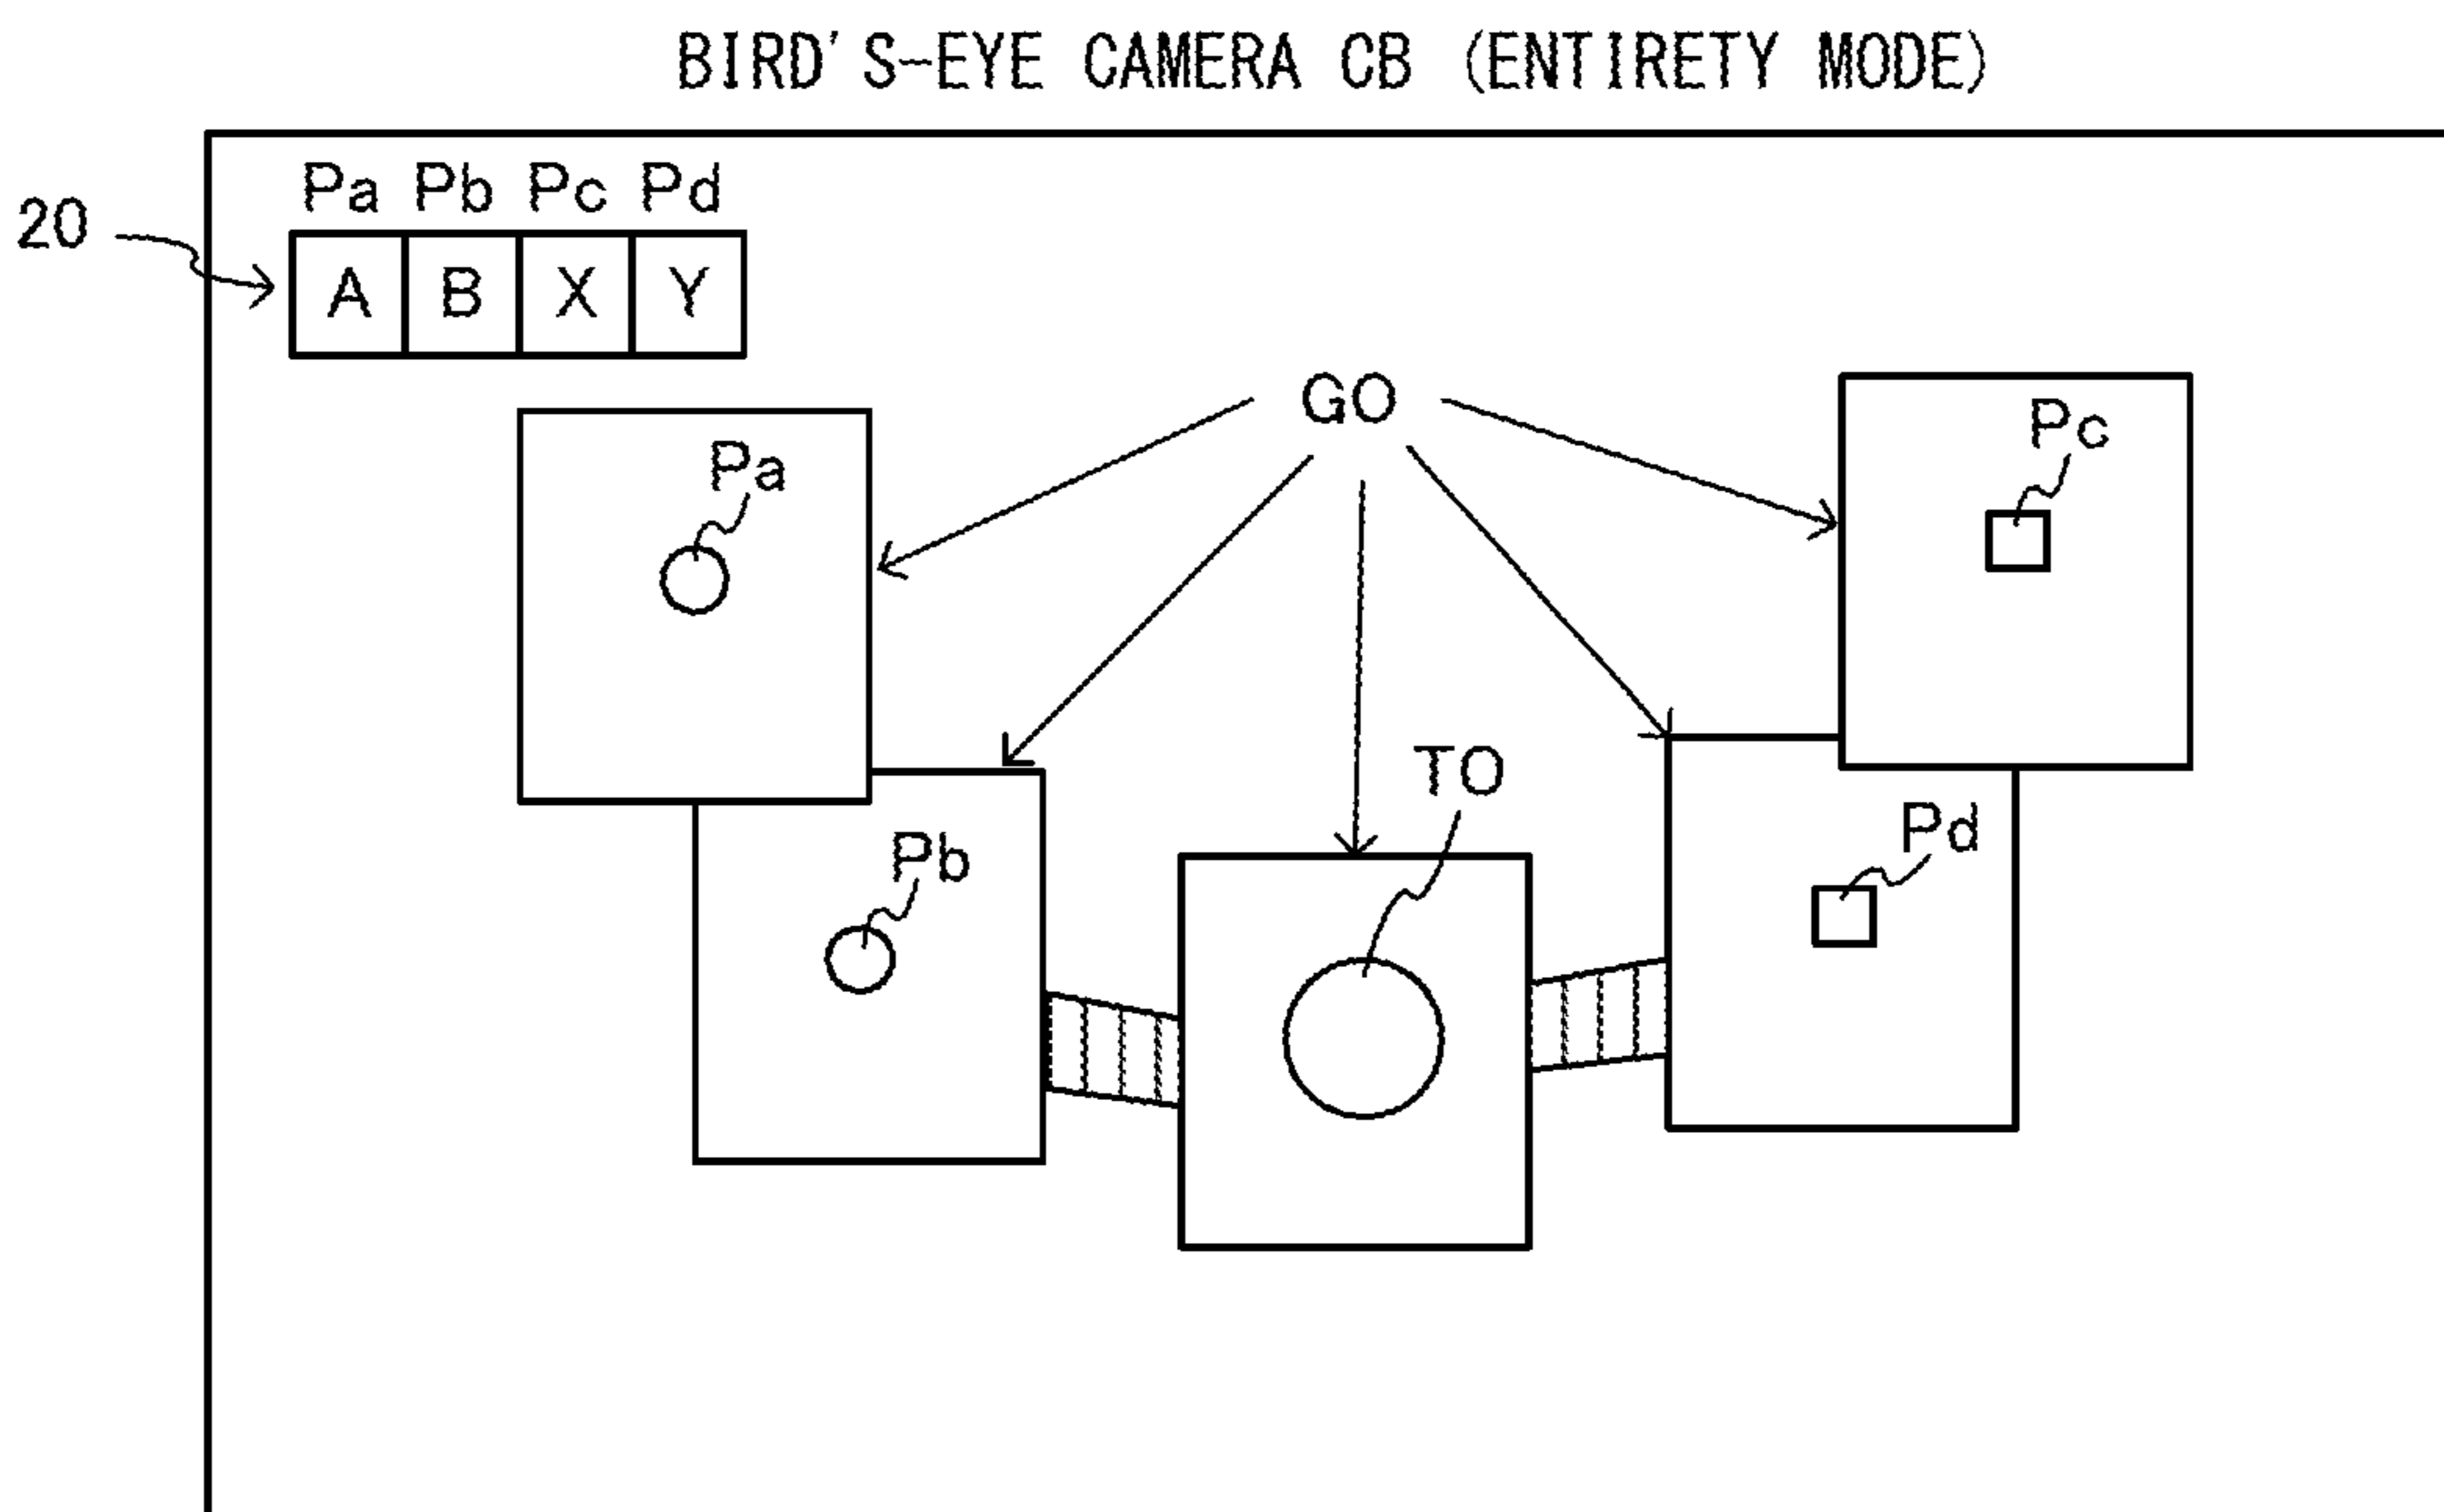 BIRD'S-EYE CAMERA CB (ENTIRETY MODE)
Pa Pb Pc Pd
20
A B X Y
GO
Pc
Pa
TO
Pd
Pb